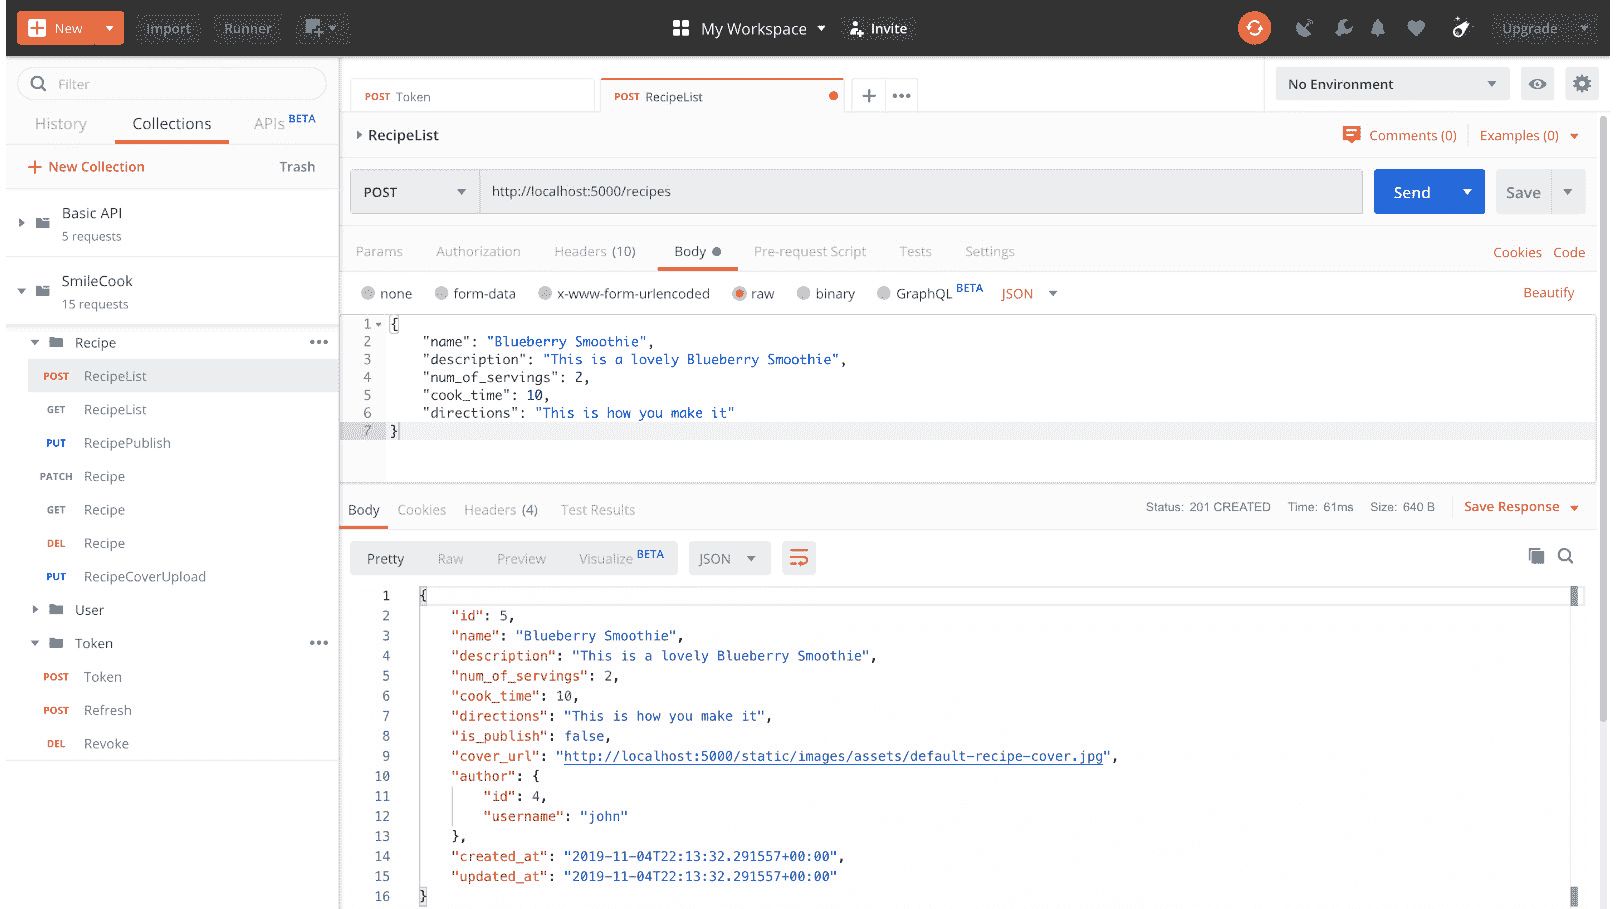 New Import Runner My Workspace Invite Upgrade
Filter
History Collections APIs BETA
+ New Collection Trash
Basic API
5 requests
SmileCook
15 requests
Recipe
POST RecipeList
GET RecipeList
PUT RecipePublish
PATCH Recipe
GET Recipe
DEL Recipe
PUT RecipeCoverUpload
User
Token
POST Token
POST Refresh
DEL Revoke
POST Token POST RecipeList + ••• No Environment
RecipeList Comments (0) Examples (0)
POST http://localhost:5000/recipes Send Save
Params Authorization Headers (10) Body Pre-request Script Tests Settings Cookies Code
none form-data x-www-form-urlencoded raw binary GraphQL BETA JSON Beautify
1 {
2 "name": "Blueberry Smoothie",
3 "description": "This is a lovely Blueberry Smoothie",
4 "num_of_servings": 2,
5 "cook_time": 10,
6 "directions": "This is how you make it"
7 }
Body Cookies Headers (4) Test Results Status: 201 CREATED Time: 61ms Size: 640 B Save Response
Pretty Raw Preview Visualize BETA JSON
1 {
2 "id": 5,
3 "name": "Blueberry Smoothie",
4 "description": "This is a lovely Blueberry Smoothie",
5 "num_of_servings": 2,
6 "cook_time": 10,
7 "directions": "This is how you make it",
8 "is_publish": false,
9 "cover_url": "http://localhost:5000/static/images/assets/default-recipe-cover.jpg",
10 "author": {
11 "id": 4,
12 "username": "john"
13 },
14 "created_at": "2019-11-04T22:13:32.291557+00:00",
15 "updated_at": "2019-11-04T22:13:32.291557+00:00"
16 }